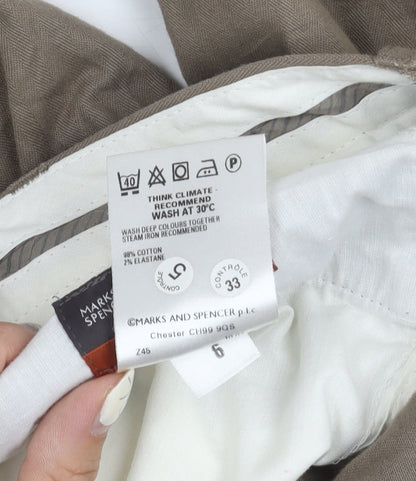 40
P
THINK CLIMATE -
RECOMMEND
WASH AT 30°C
WASH DEEP COLOURS TOGETHER
STEAM IRON RECOMMENDED
98% COTTON
2% ELASTANE
CONTROLE
5
CONTROLE
33
©MARKS AND SPENCER p.l.c
Chester CH99 9QS
Z45
MARKS
SPEN
6